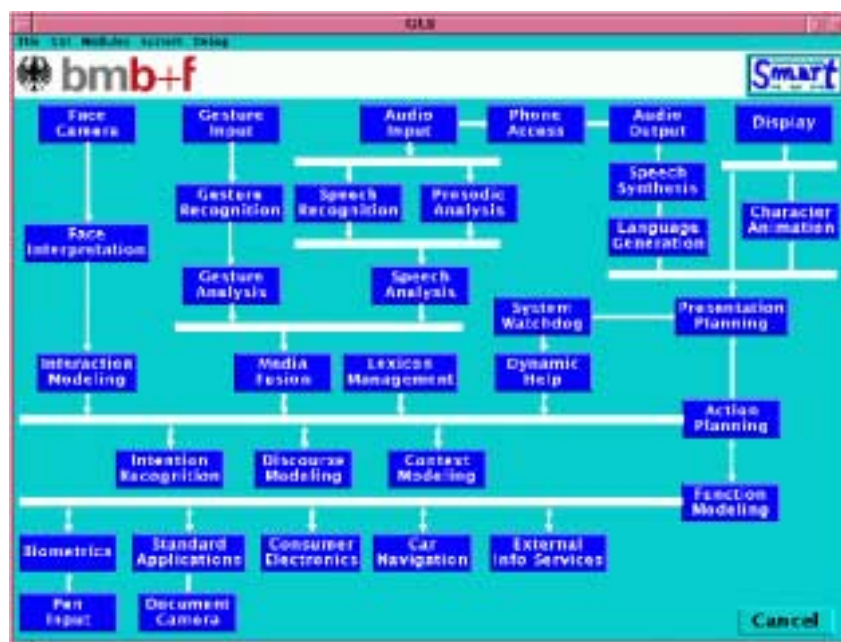 GUI
bmb+f
Smart
Face
Camera
Gesture
Input
Audio
Input
Phone
Access
Audio
Output
Display
Gesture
Recognition
Speech
Recognition
Prosodic
Analysis
Speech
Synthesis
Face
Interpretation
Language
Generation
Character
Animation
Gesture
Analysis
Speech
Analysis
System
Watchdog
Presentation
Planning
Interaction
Modeling
Media
Fusion
Lexicon
Management
Dynamic
Help
Action
Planning
Intention
Recognition
Discourse
Modeling
Context
Modeling
Function
Modeling
Biometrics
Standard
Applications
Consumer
Electronics
Car
Navigation
External
Info Services
Pen
Input
Document
Camera
Cancel